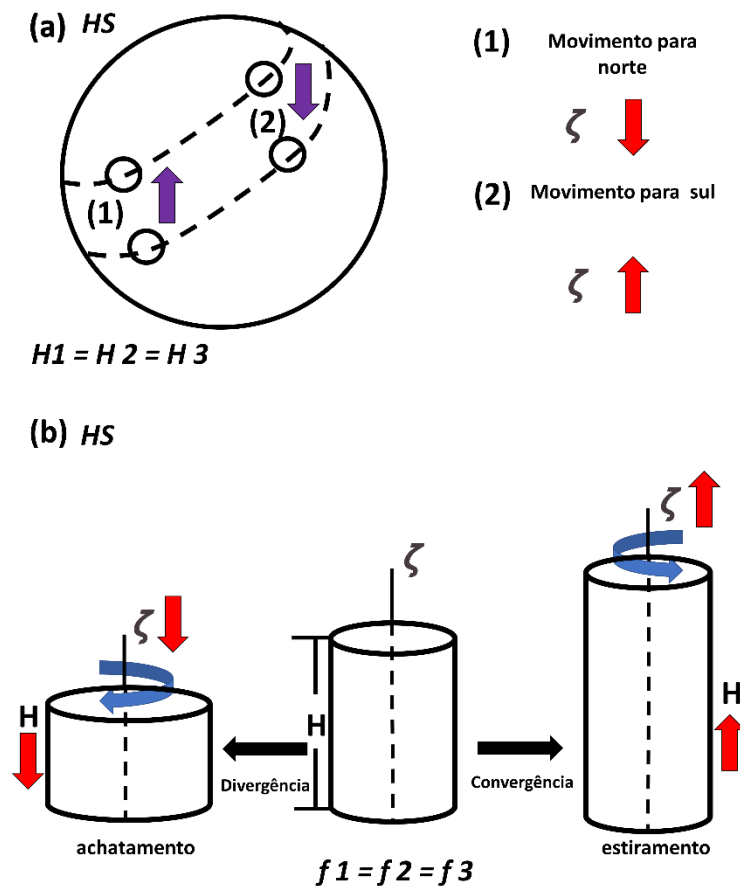 (a) HS
(1)
(2)
H1 = H 2 = H 3
(1) Movimento para
norte
ζ
(2) Movimento para sul
ζ
(b) HS
ζ
H
achatamento
Divergência
ζ
H
f 1 = f 2 = f 3
Convergência
ζ
H
estiramento